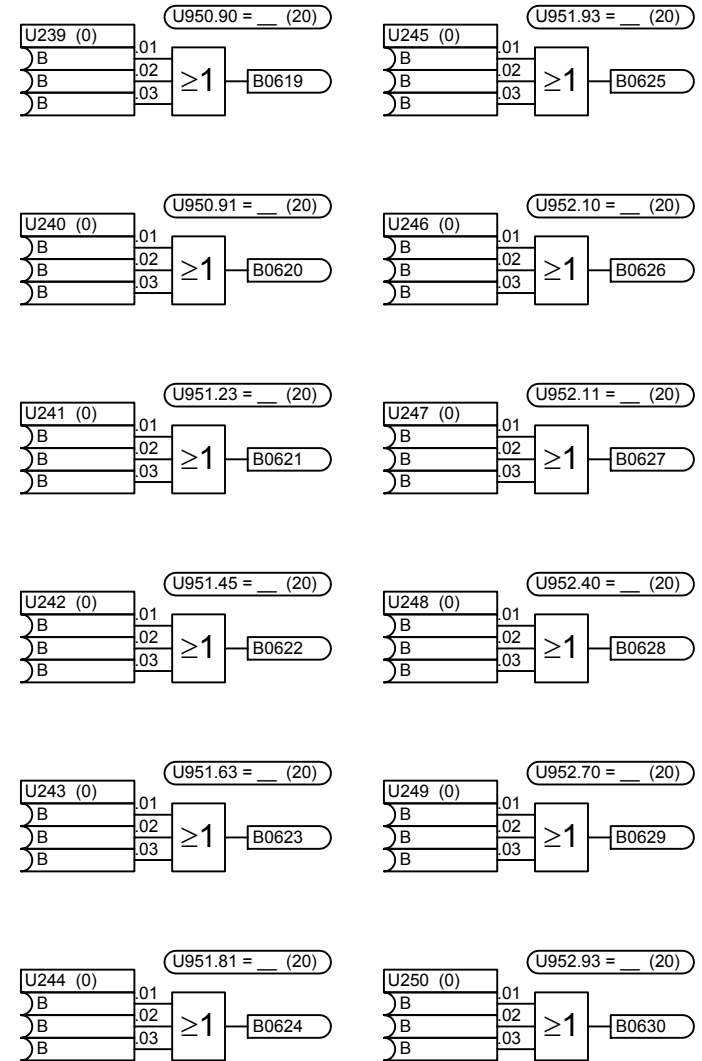 U950.90 = __ (20)
U239 (0)
B .01
B .02
B .03
≥1
B0619
U951.93 = __ (20)
U245 (0)
B .01
B .02
B .03
≥1
B0625
U950.91 = __ (20)
U240 (0)
B .01
B .02
B .03
≥1
B0620
U952.10 = __ (20)
U246 (0)
B .01
B .02
B .03
≥1
B0626
U951.23 = __ (20)
U241 (0)
B .01
B .02
B .03
≥1
B0621
U952.11 = __ (20)
U247 (0)
B .01
B .02
B .03
≥1
B0627
U951.45 = __ (20)
U242 (0)
B .01
B .02
B .03
≥1
B0622
U952.40 = __ (20)
U248 (0)
B .01
B .02
B .03
≥1
B0628
U951.63 = __ (20)
U243 (0)
B .01
B .02
B .03
≥1
B0623
U952.70 = __ (20)
U249 (0)
B .01
B .02
B .03
≥1
B0629
U951.81 = __ (20)
U244 (0)
B .01
B .02
B .03
≥1
B0624
U952.93 = __ (20)
U250 (0)
B .01
B .02
B .03
≥1
B0630